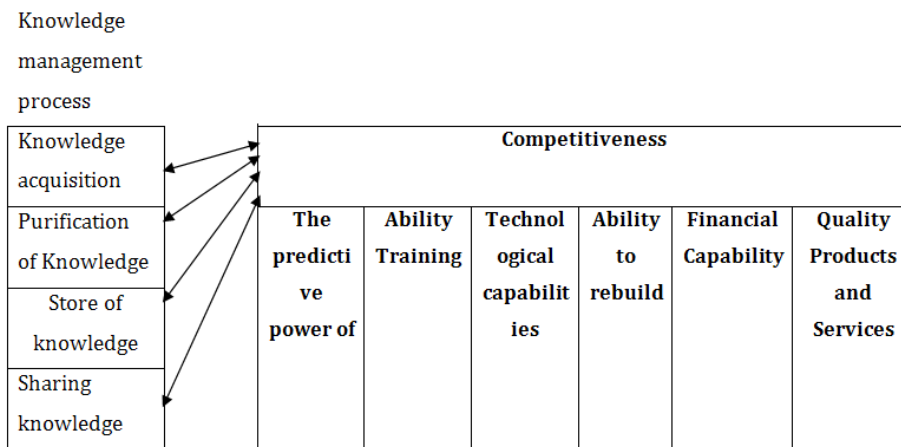 Knowledge
management
process
Knowledge
acquisition
Purification
of Knowledge
Store of
knowledge
Sharing
knowledge
Competitiveness
The
predicti
ve
power of
Ability
Training
Technol
ogical
capabilit
ies
Ability
to
rebuild
Financial
Capability
Quality
Products
and
Services